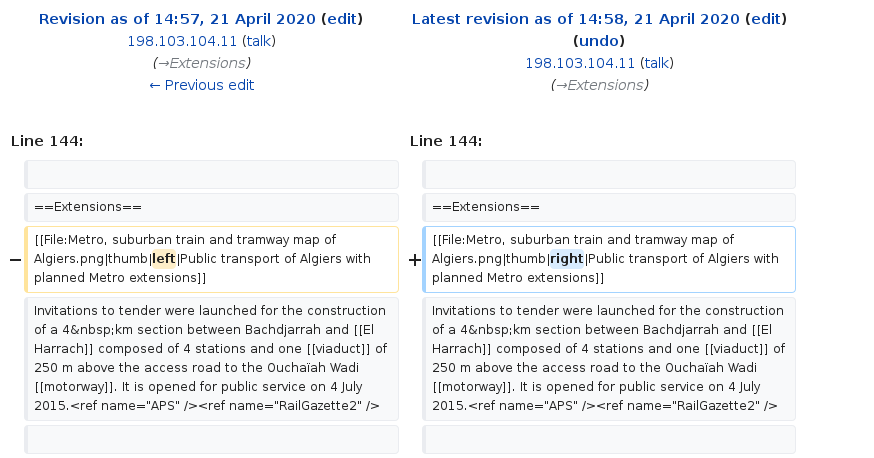 Revision as of 14:57, 21 April 2020 (edit)
198.103.104.11 (talk)
(→Extensions)
← Previous edit
Latest revision as of 14:58, 21 April 2020 (edit)
(undo)
198.103.104.11 (talk)
(→Extensions)
Line 144:
Line 144:
==Extensions==
==Extensions==
− [[File:Metro, suburban train and tramway map of
Algiers.png|thumb|left|Public transport of Algiers with
planned Metro extensions]]
+ [[File:Metro, suburban train and tramway map of
Algiers.png|thumb|right|Public transport of Algiers with
planned Metro extensions]]
Invitations to tender were launched for the construction
of a 4&nbsp;km section between Bachdjarrah and [[El
Harrach]] composed of 4 stations and one [[viaduct]] of
250 m above the access road to the Ouchaïah Wadi
[[motorway]]. It is opened for public service on 4 July
2015.<ref name="APS" /><ref name="RailGazette2" />
Invitations to tender were launched for the construction
of a 4&nbsp;km section between Bachdjarrah and [[El
Harrach]] composed of 4 stations and one [[viaduct]] of
250 m above the access road to the Ouchaïah Wadi
[[motorway]]. It is opened for public service on 4 July
2015.<ref name="APS" /><ref name="RailGazette2" />